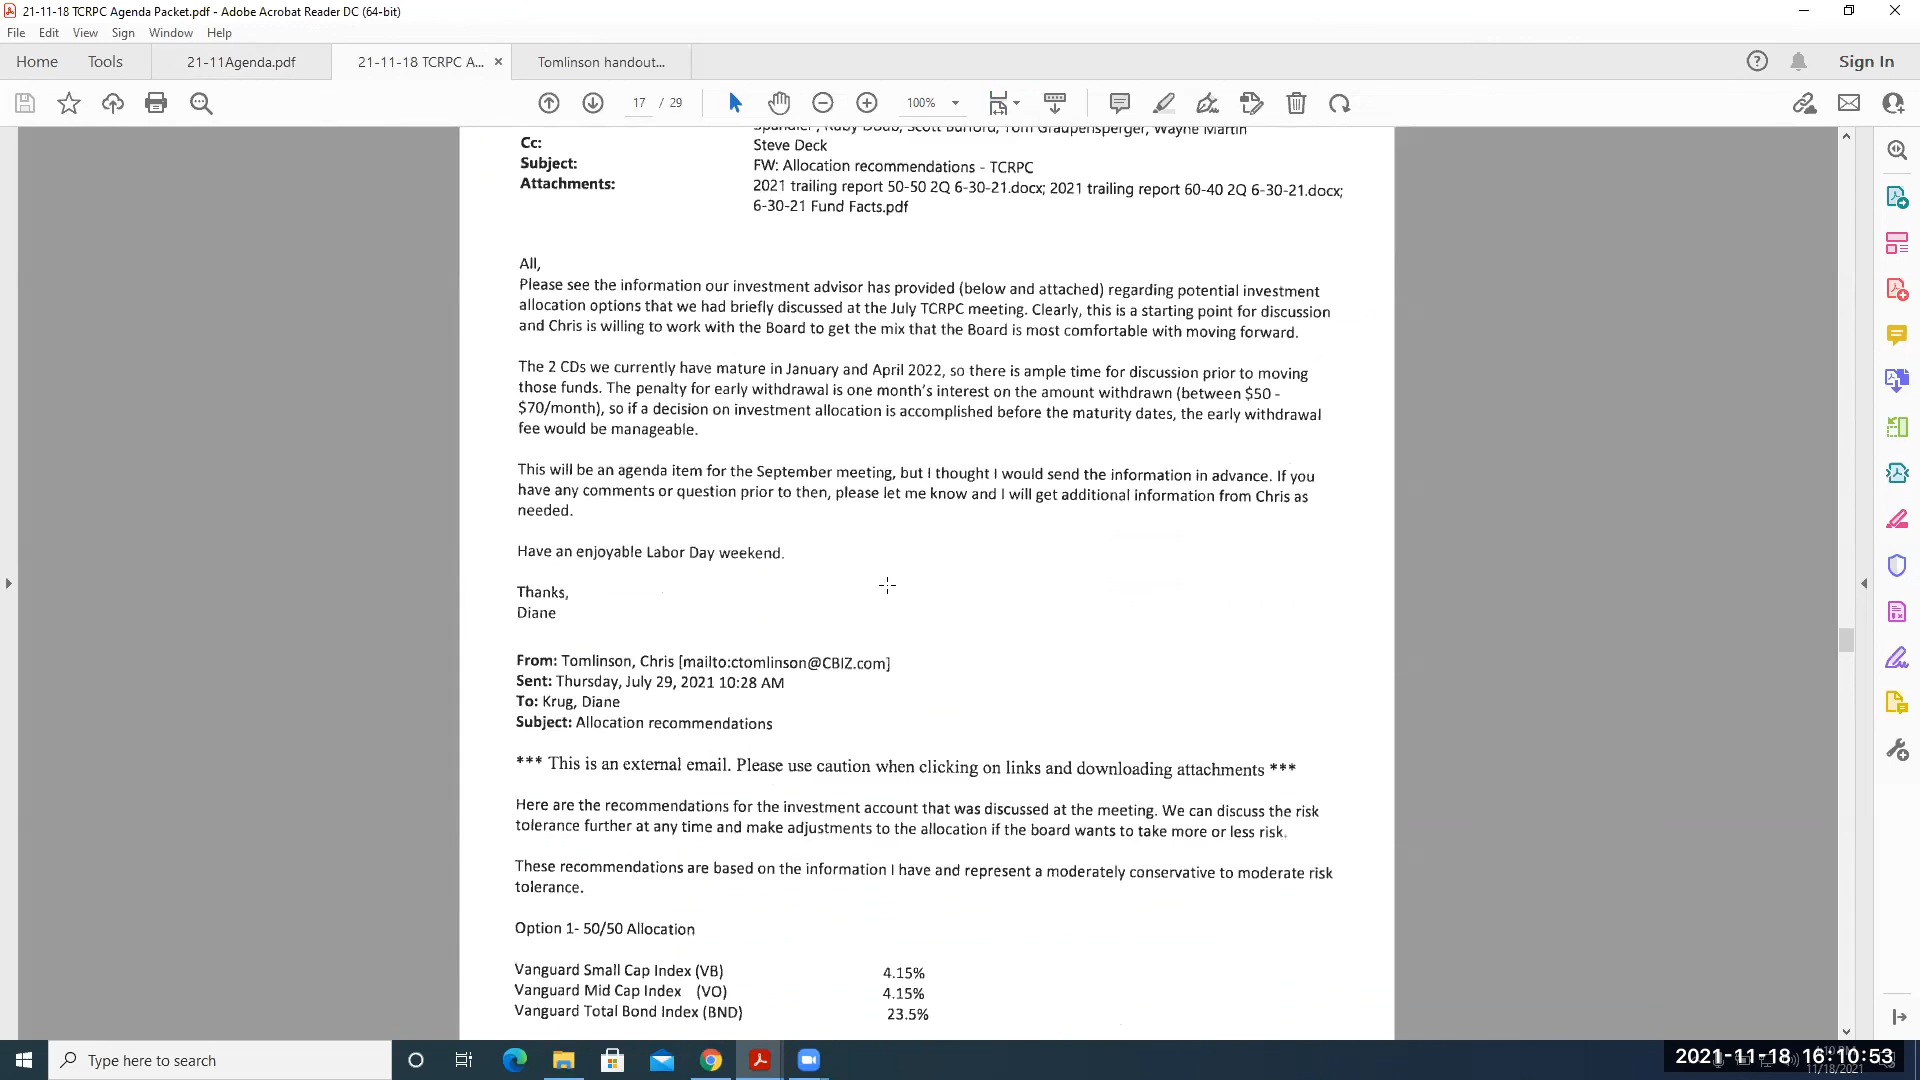 21-11-18 TCRPC Agenda Packet.pdf - Adobe Acrobat Reader DC (64-bit)
File Edit View Sign Window Help
Home Tools 21-11Agenda.pdf 21-11-18 TCRPC A... × Tomlinson handout... Sign In
17 / 29 100%
Spandler, Ruby Doub, Scott Burford, Tom Graupensperger, Wayne Martin
Cc: Steve Deck
Subject: FW: Allocation recommendations - TCRPC
Attachments: 2021 trailing report 50-50 2Q 6-30-21.docx; 2021 trailing report 60-40 2Q 6-30-21.docx;
6-30-21 Fund Facts.pdf
All,
Please see the information our investment advisor has provided (below and attached) regarding potential investment
allocation options that we had briefly discussed at the July TCRPC meeting. Clearly, this is a starting point for discussion
and Chris is willing to work with the Board to get the mix that the Board is most comfortable with moving forward.
The 2 CDs we currently have mature in January and April 2022, so there is ample time for discussion prior to moving
those funds. The penalty for early withdrawal is one month's interest on the amount withdrawn (between $50 -
$70/month), so if a decision on investment allocation is accomplished before the maturity dates, the early withdrawal
fee would be manageable.
This will be an agenda item for the September meeting, but I thought I would send the information in advance. If you
have any comments or question prior to then, please let me know and I will get additional information from Chris as
needed.
Have an enjoyable Labor Day weekend.
Thanks,
Diane
From: Tomlinson, Chris [mailto:ctomlinson@CBIZ.com]
Sent: Thursday, July 29, 2021 10:28 AM
To: Krug, Diane
Subject: Allocation recommendations
*** This is an external email. Please use caution when clicking on links and downloading attachments ***
Here are the recommendations for the investment account that was discussed at the meeting. We can discuss the risk
tolerance further at any time and make adjustments to the allocation if the board wants to take more or less risk.
These recommendations are based on the information I have and represent a moderately conservative to moderate risk
tolerance.
Option 1- 50/50 Allocation
Vanguard Small Cap Index (VB) 4.15%
Vanguard Mid Cap Index (VO) 4.15%
Vanguard Total Bond Index (BND) 23.5%
Type here to search
2021-11-18 16:10:53
11/18/2021